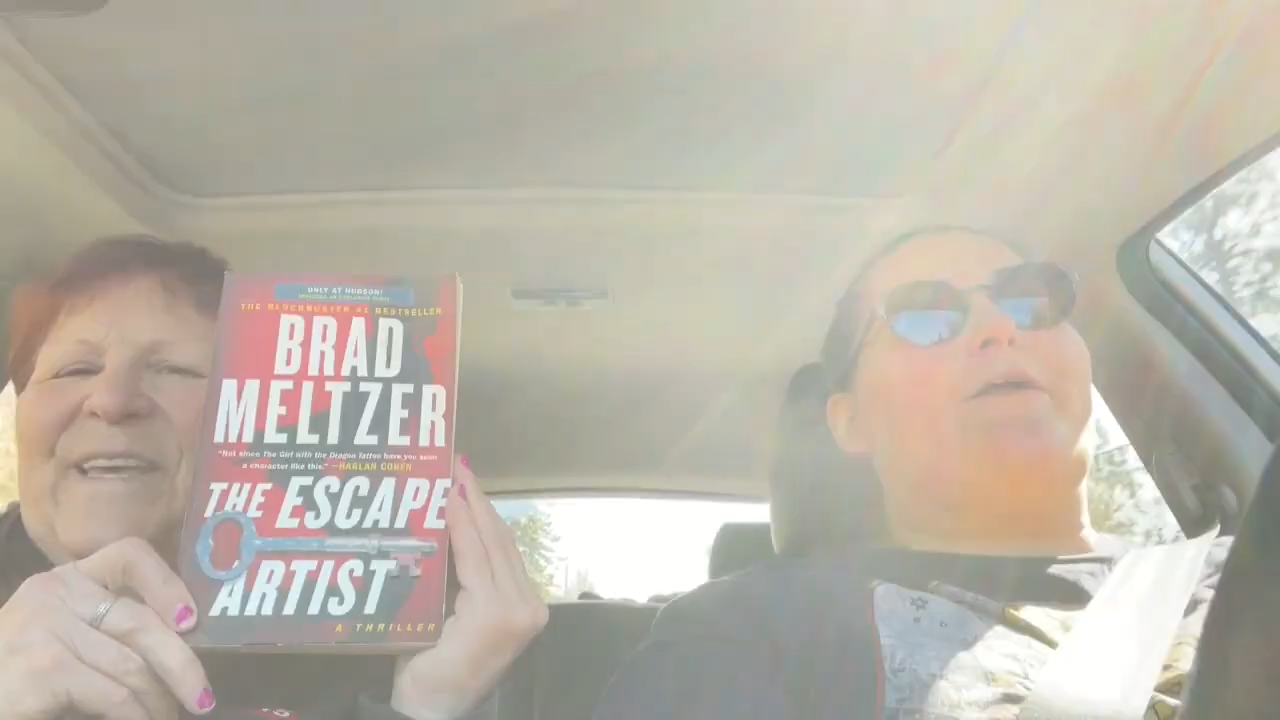 ONLY AT HUDSON!
THE BLOCKBUSTER #1 BESTSELLER
BRAD
MELTZER
"Not since The Girl with the Dragon Tattoo have you seen
a character like this." —HARLAN COBEN
THE ESCAPE
ARTIST
A THRILLER